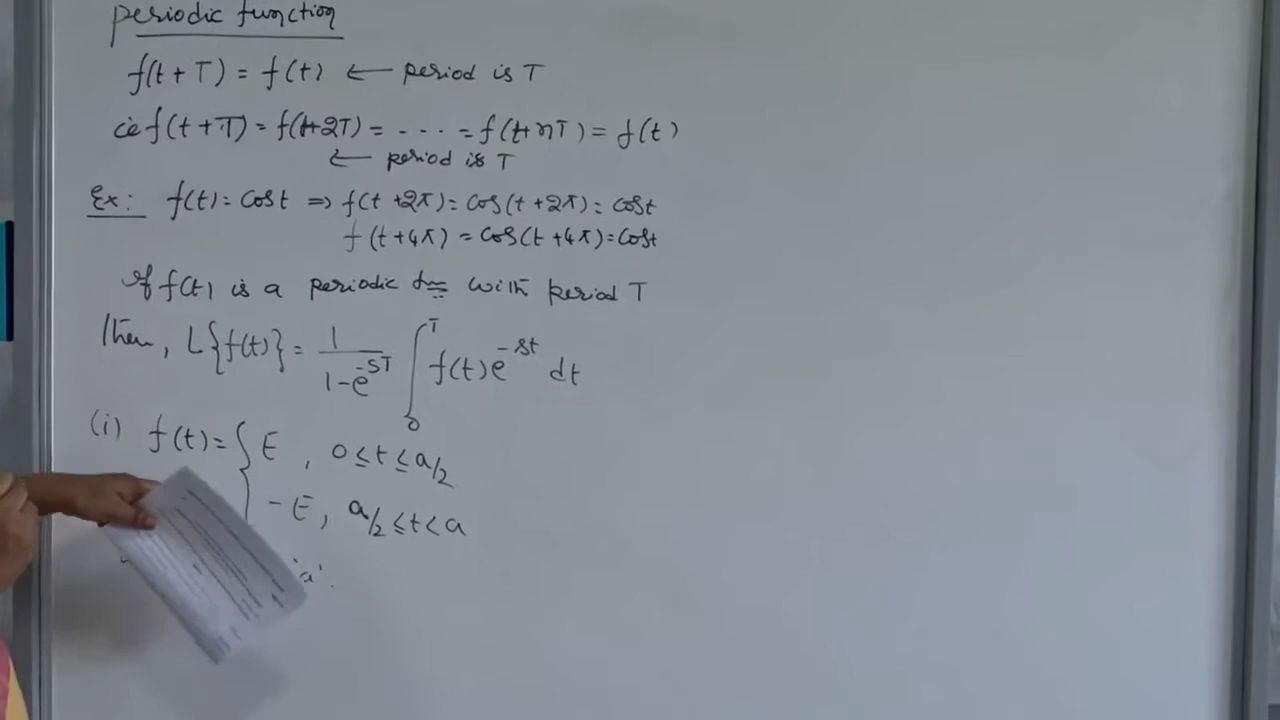 periodic function
f(t+T) = f(t) ← period is T
ie f(t+T) = f(t+2T) = - - - - = f(t+nT) = f(t)
← period is T
Ex: f(t) = Cost ⇒ f(t+2π) = Cos(t+2π) = Cost
f(t+4π) = Cos(t+4π) = Cost
If f(t) is a periodic fn with period T
Then, L{f(t)} = 1/(1-e^{-ST}) ∫_0^T f(t) e^{-st} dt
(i) f(t) = { E , 0 ≤ t ≤ a/2
-E, a/2 ≤ t < a
'a'.